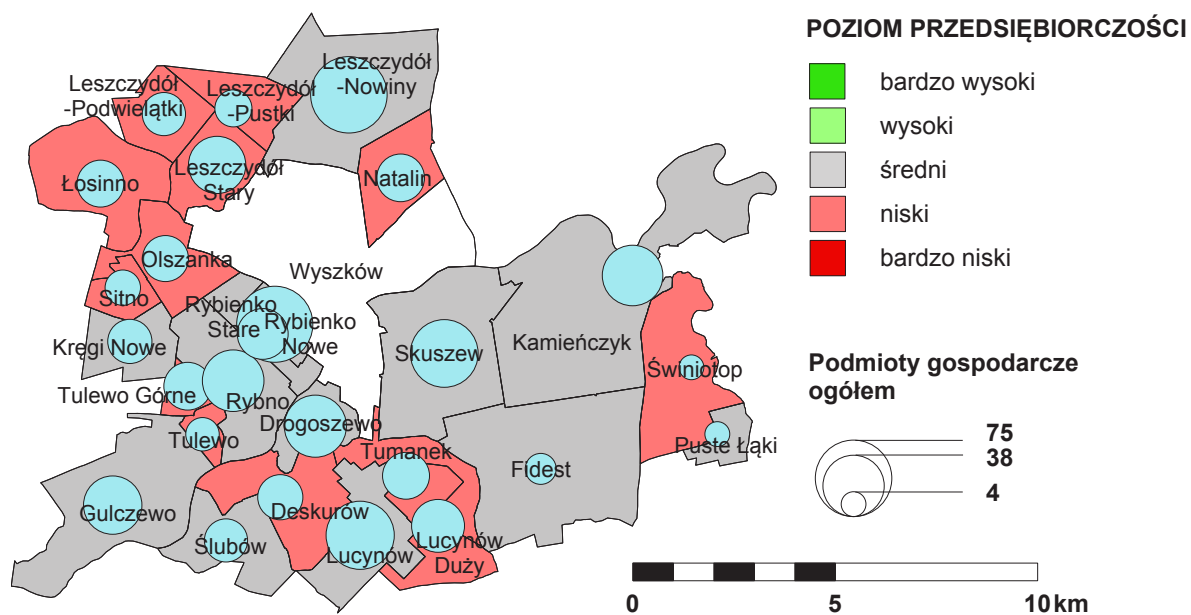 Leszczydół
-Podwielątki
Leszczydół
-Pustki
Leszczydół
-Nowiny
Leszczydół
Stary
Łosinno
Natalin
Olszanka
Sitno
Wyszków
Rybienko
Stare
Rybienko
Nowe
Kręgi Nowe
Skuszew
Kamieńczyk
Świniotop
Tulewo Górne
Rybno
Drogoszewo
Tulewo
Tumanek
Fidest
Puste Łąki
Gulczewo
Deskurów
Ślubów
Lucynów
Lucynów
Duży
POZIOM PRZEDSIĘBIORCZOŚCI
bardzo wysoki
wysoki
średni
niski
bardzo niski
Podmioty gospodarcze
ogółem
75
38
4
0 5 10 km